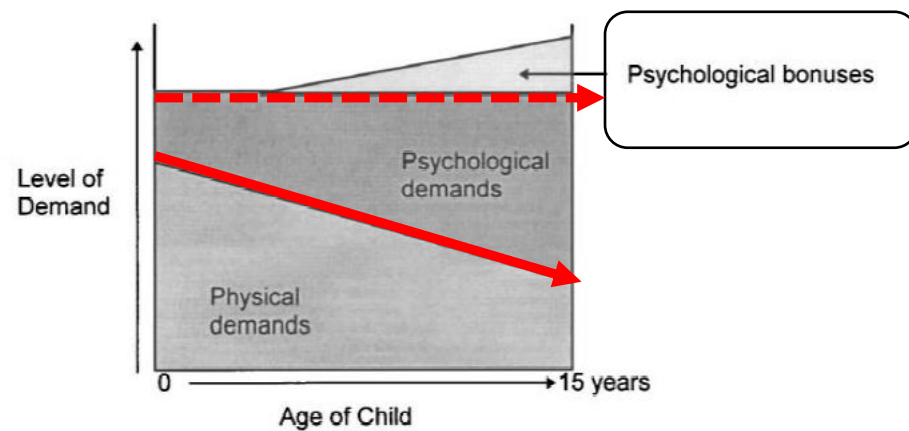 Psychological bonuses
Psychological
demands
Level of
Demand
Physical
demands
0
15 years
Age of Child